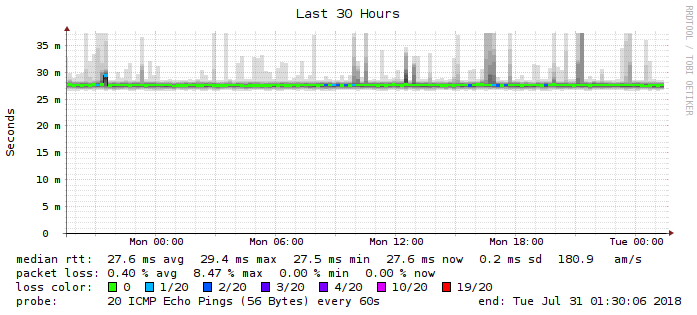 Last 30 Hours
RRDTOOL / TOBI OETIKER
Seconds
35 m
30 m
25 m
20 m
15 m
10 m
5 m
0
Mon 00:00 Mon 06:00 Mon 12:00 Mon 18:00 Tue 00:00
median rtt: 27.6 ms avg 29.4 ms max 27.5 ms min 27.6 ms now 0.2 ms sd 180.9 am/s
packet loss: 0.40 % avg 8.47 % max 0.00 % min 0.00 % now
loss color: 0 1/20 2/20 3/20 4/20 10/20 19/20
probe: 20 ICMP Echo Pings (56 Bytes) every 60s end: Tue Jul 31 01:30:06 2018